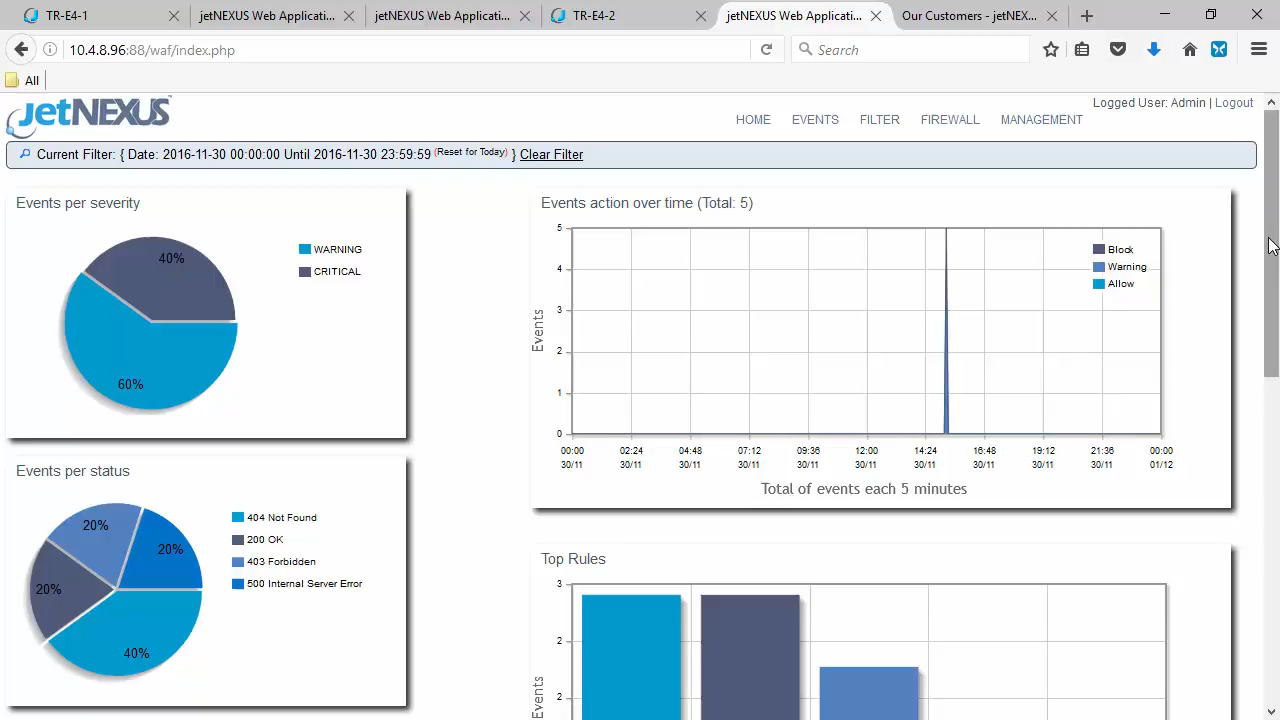 TR-E4-1
jetNEXUS Web Applicati...
jetNEXUS Web Applicati...
TR-E4-2
jetNEXUS Web Applicati...
Our Customers - jetNEX...
10.4.8.96:88/waf/index.php
Search
All
jetNEXUS
Logged User: Admin | Logout
HOME EVENTS FILTER FIREWALL MANAGEMENT
Current Filter: { Date: 2016-11-30 00:00:00 Until 2016-11-30 23:59:59 (Reset for Today) } Clear Filter
Events per severity
40%
60%
WARNING
CRITICAL
Events action over time (Total: 5)
5
4
3
2
1
0
Events
Block
Warning
Allow
00:00 02:24 04:48 07:12 09:36 12:00 14:24 16:48 19:12 21:36 00:00
30/11 30/11 30/11 30/11 30/11 30/11 30/11 30/11 30/11 30/11 01/12
Total of events each 5 minutes
Events per status
20%
20%
20%
40%
404 Not Found
200 OK
403 Forbidden
500 Internal Server Error
Top Rules
3
2
2
Events